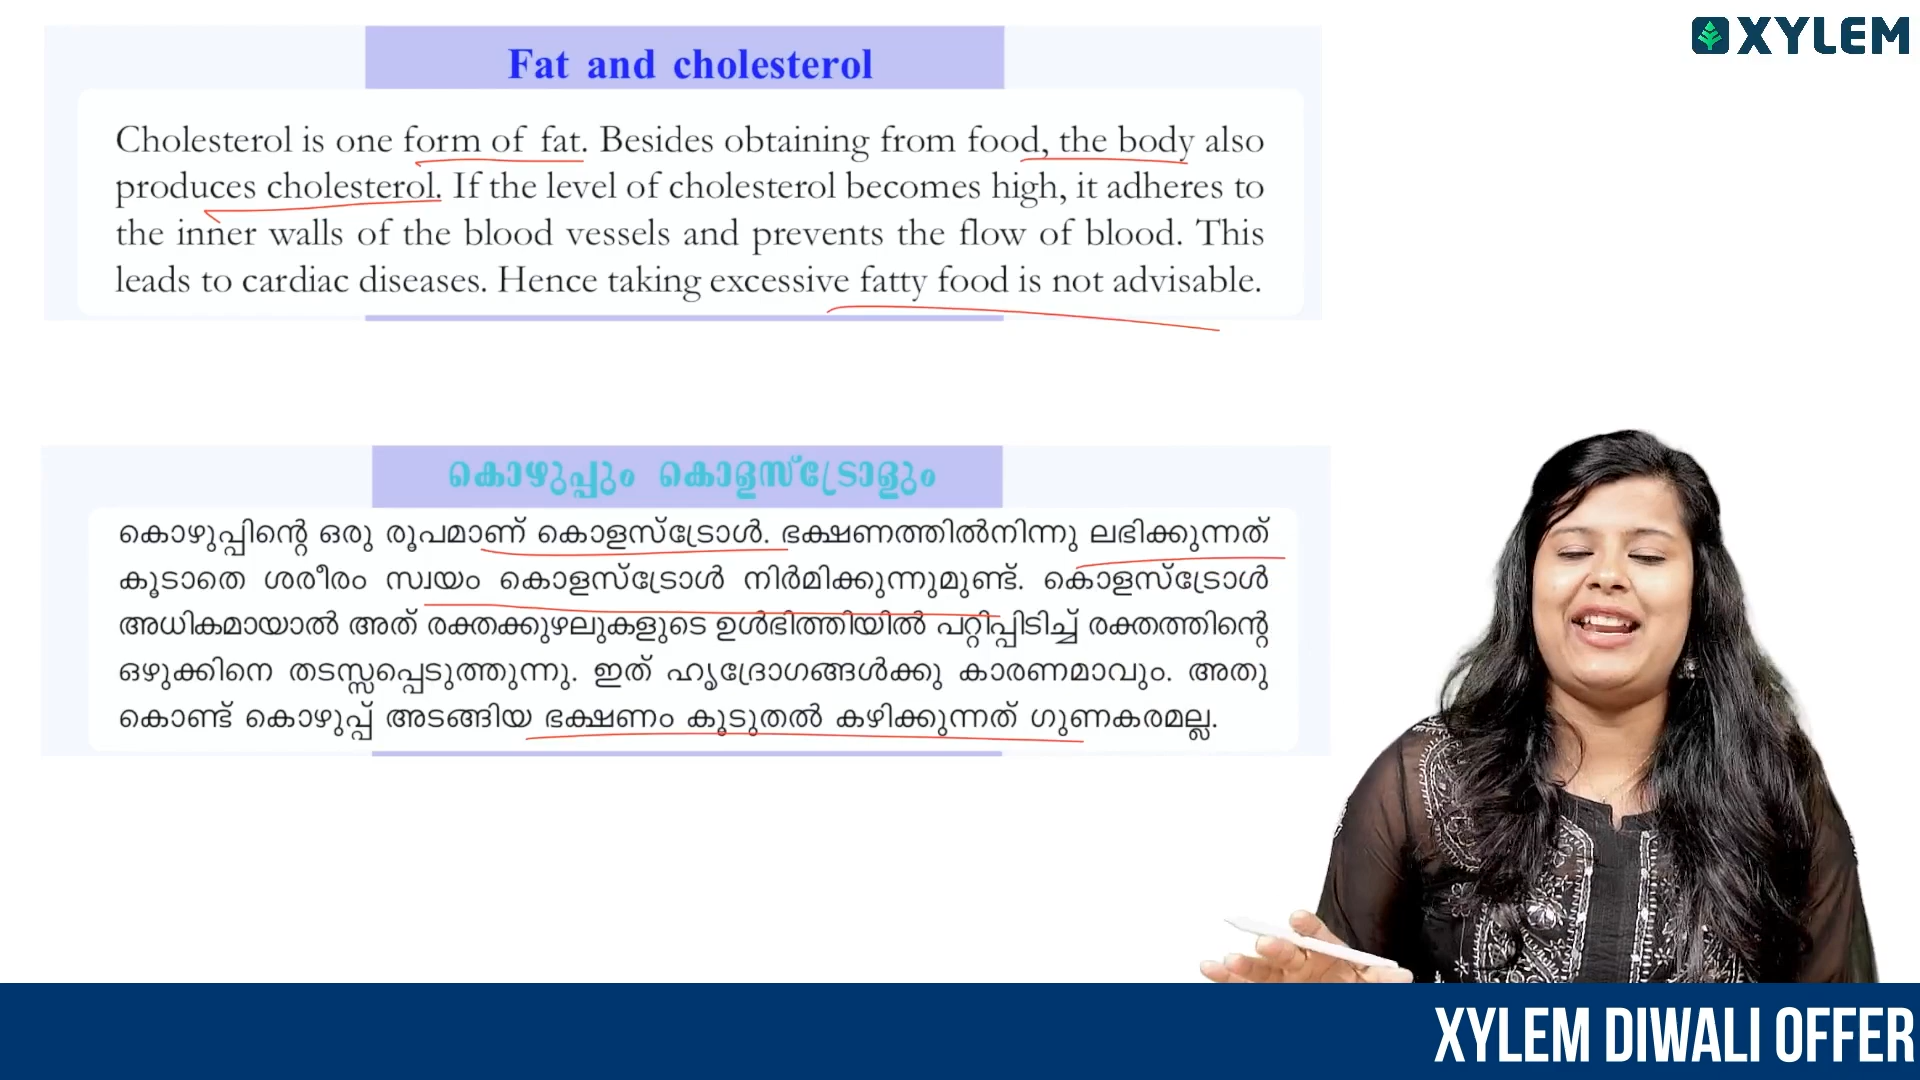 XYLEM
Fat and cholesterol
Cholesterol is one form of fat. Besides obtaining from food, the body also
produces cholesterol. If the level of cholesterol becomes high, it adheres to
the inner walls of the blood vessels and prevents the flow of blood. This
leads to cardiac diseases. Hence taking excessive fatty food is not advisable.
കൊഴുപ്പും കൊളസ്ട്രോളും
കൊഴുപ്പിന്റെ ഒരു രൂപമാണ് കൊളസ്ട്രോൾ. ഭക്ഷണത്തിൽനിന്നു ലഭിക്കുന്നത്
കൂടാതെ ശരീരം സ്വയം കൊളസ്ട്രോൾ നിർമിക്കുന്നുമുണ്ട്. കൊളസ്ട്രോൾ
അധികമായാൽ അത് രക്തക്കുഴലുകളുടെ ഉൾഭിത്തിയിൽ പറ്റിപ്പിടിച്ച് രക്തത്തിന്റെ
ഒഴുക്കിനെ തടസ്സപ്പെടുത്തുന്നു. ഇത് ഹൃദ്രോഗങ്ങൾക്കു കാരണമാവും. അതു
കൊണ്ട് കൊഴുപ്പ് അടങ്ങിയ ഭക്ഷണം കൂടുതൽ കഴിക്കുന്നത് ഗുണകരമല്ല.
XYLEM DIWALI OFFER